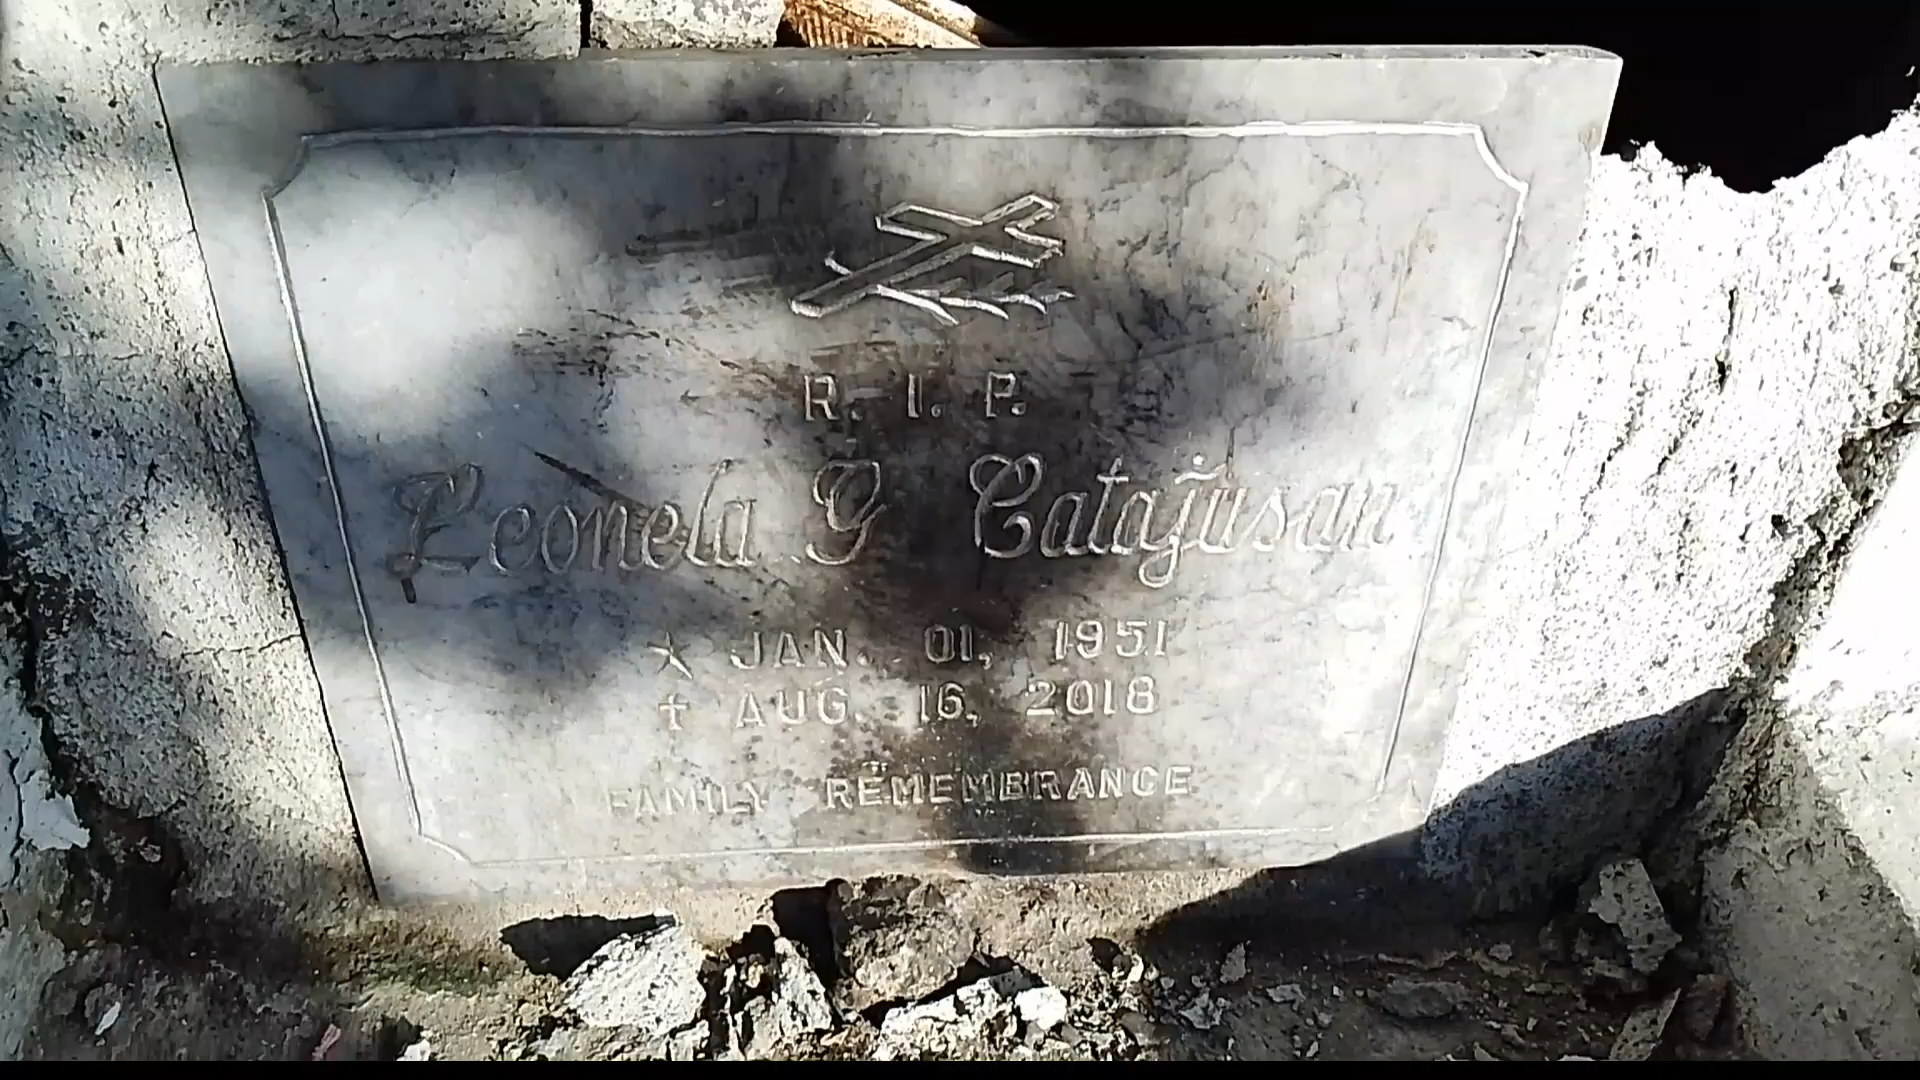 R. I. P.
Leonela G Catajusan
JAN. 01, 1951
✝ AUG. 16, 2018
FAMILY REMEMBRANCE